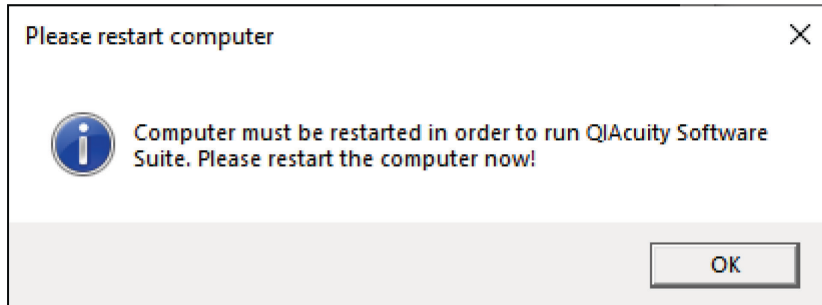 Please restart computer
Computer must be restarted in order to run QIAcuity Software
Suite. Please restart the computer now!
OK